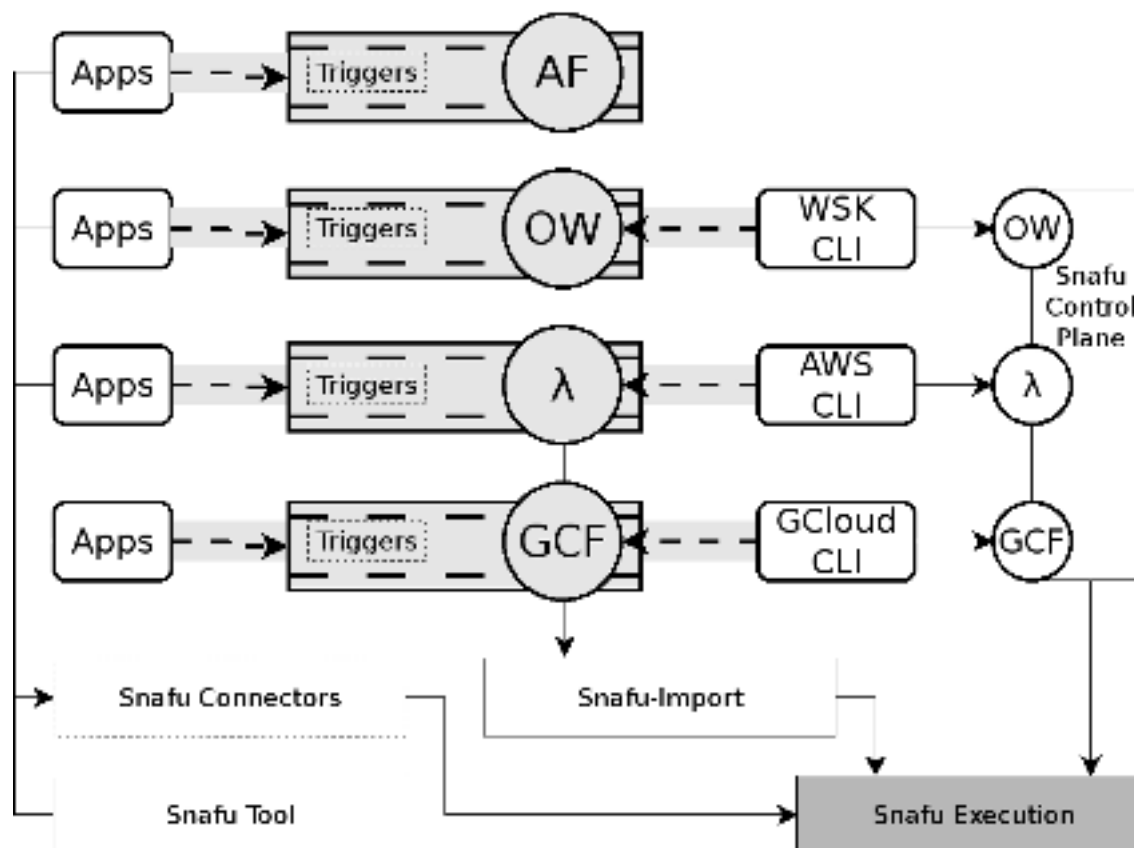 Apps
Triggers
AF
Apps
Triggers
OW
WSK
CLI
OW
Snafu
Control
Plane
Apps
Triggers
λ
AWS
CLI
λ
Apps
Triggers
GCF
GCloud
CLI
GCF
Snafu Connectors
Snafu-Import
Snafu Tool
Snafu Execution